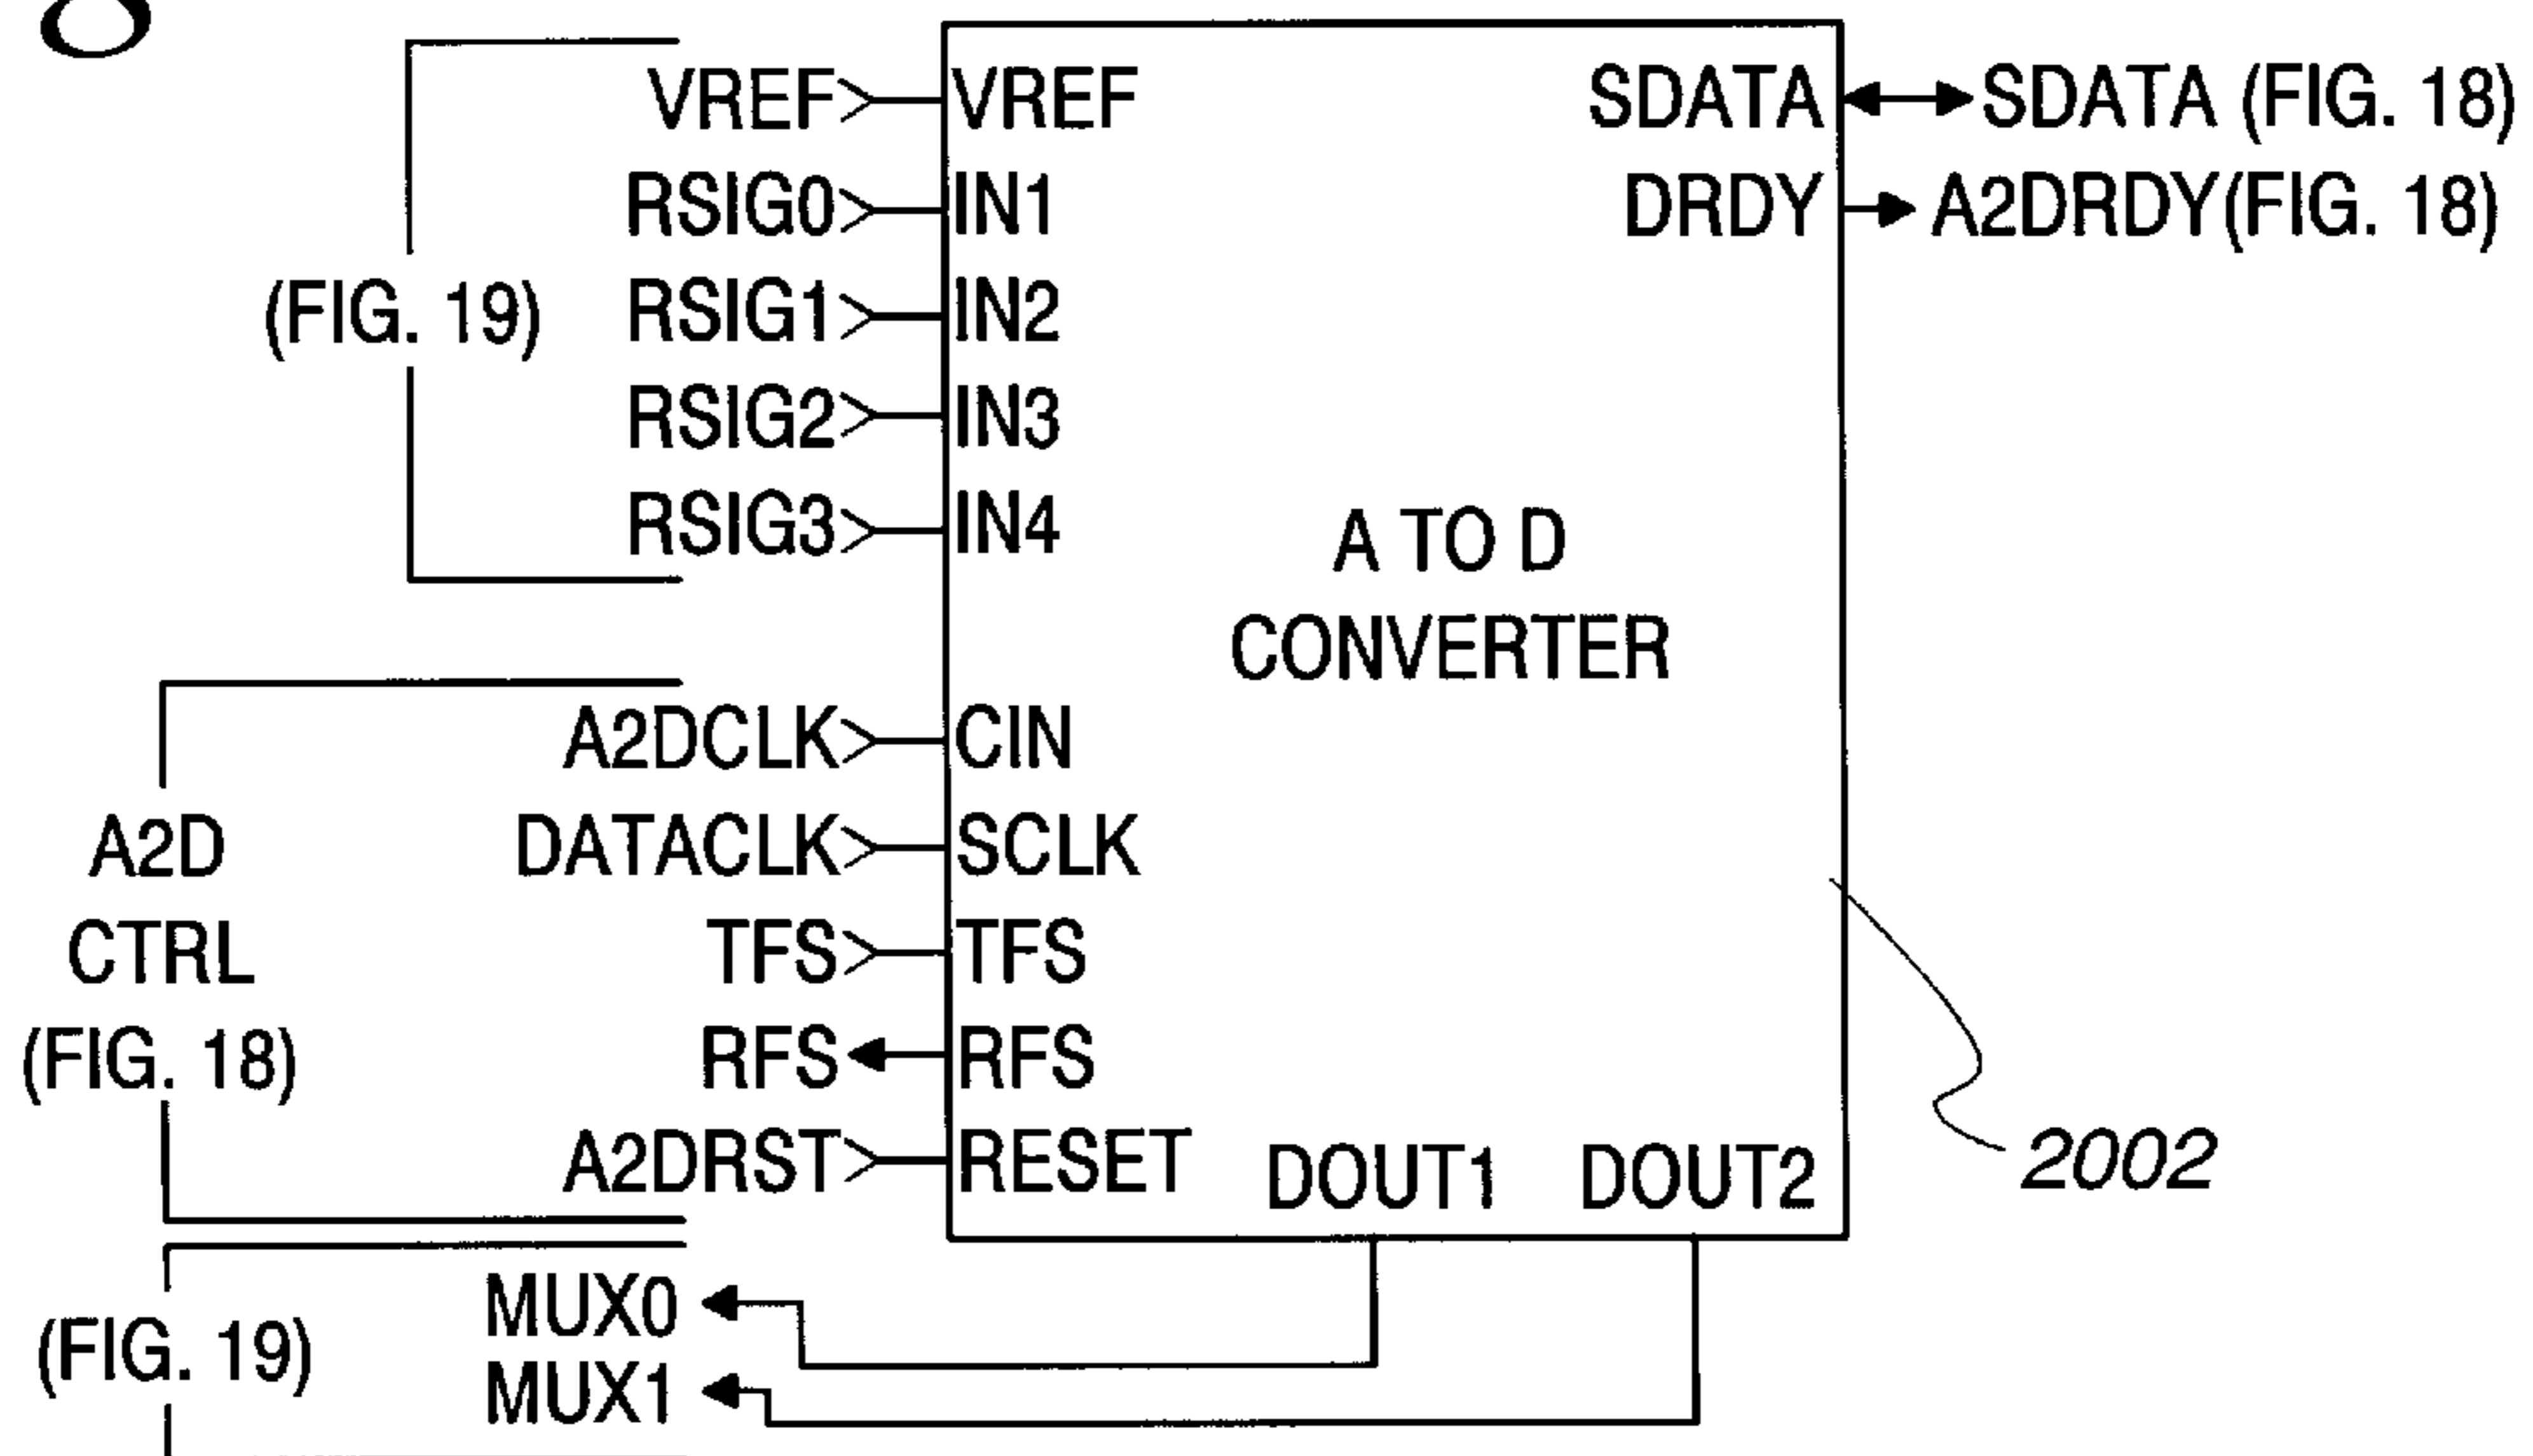 VREF VREF SDATA SDATA (FIG. 18)
RSIG0 IN1 DRDY A2DRDY(FIG. 18)
(FIG. 19) RSIG1 IN2
RSIG2 IN3
RSIG3 IN4
A TO D
CONVERTER
A2DCLK CIN
A2D DATACLK SCLK
CTRL TFS TFS
(FIG. 18) RFS RFS
A2DRST RESET DOUT1 DOUT2 2002
MUX0
(FIG. 19)
MUX1